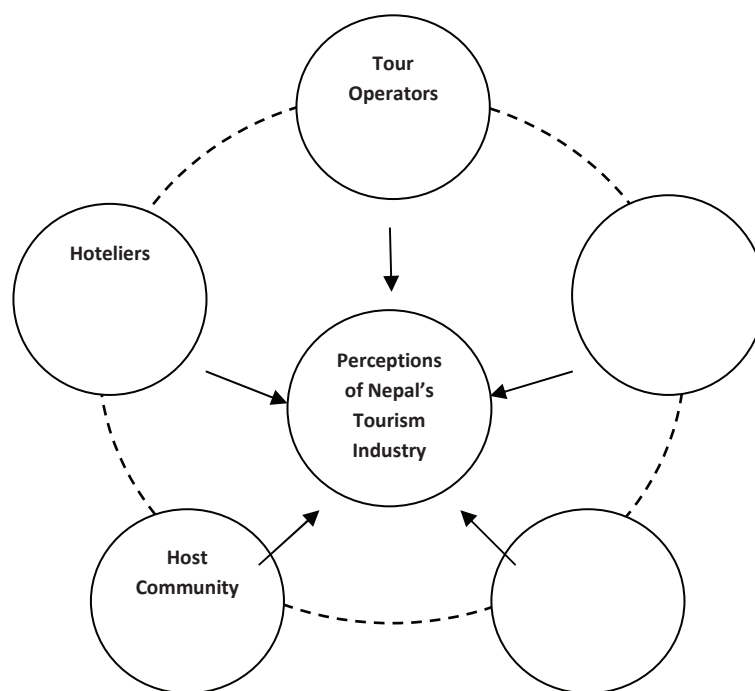 Tour
Operators
Hoteliers
Perceptions
of Nepal’s
Tourism
Industry
Host
Community